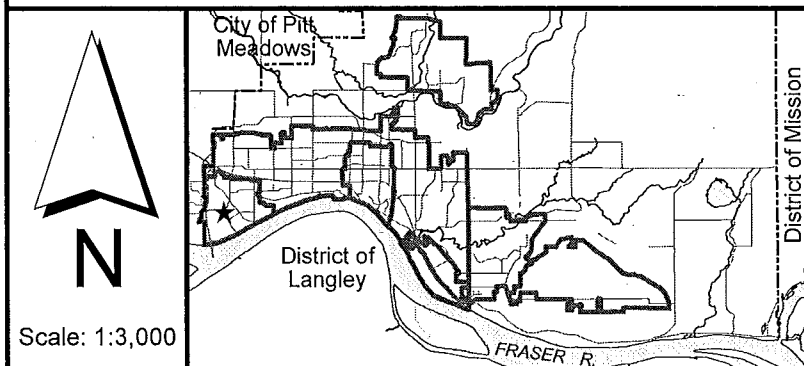 City of Pitt
Meadows
District of Mission
District of
Langley
N
Scale: 1:3,000
FRASER R.